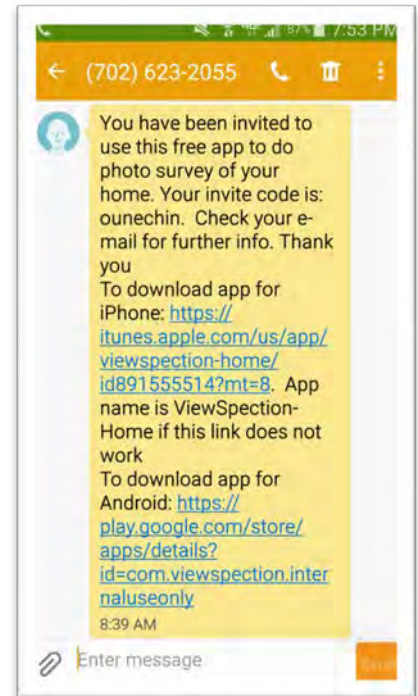 87% 7:53 PM
(702) 623-2055
You have been invited to
use this free app to do
photo survey of your
home. Your invite code is:
ounechin. Check your e-
mail for further info. Thank
you
To download app for
iPhone: https://
itunes.apple.com/us/app/
viewspection-home/
id891555514?mt=8. App
name is ViewSpection-
Home if this link does not
work
To download app for
Android: https://
play.google.com/store/
apps/details?
id=com.viewspection.inter
naluseonly
8:39 AM
Enter message